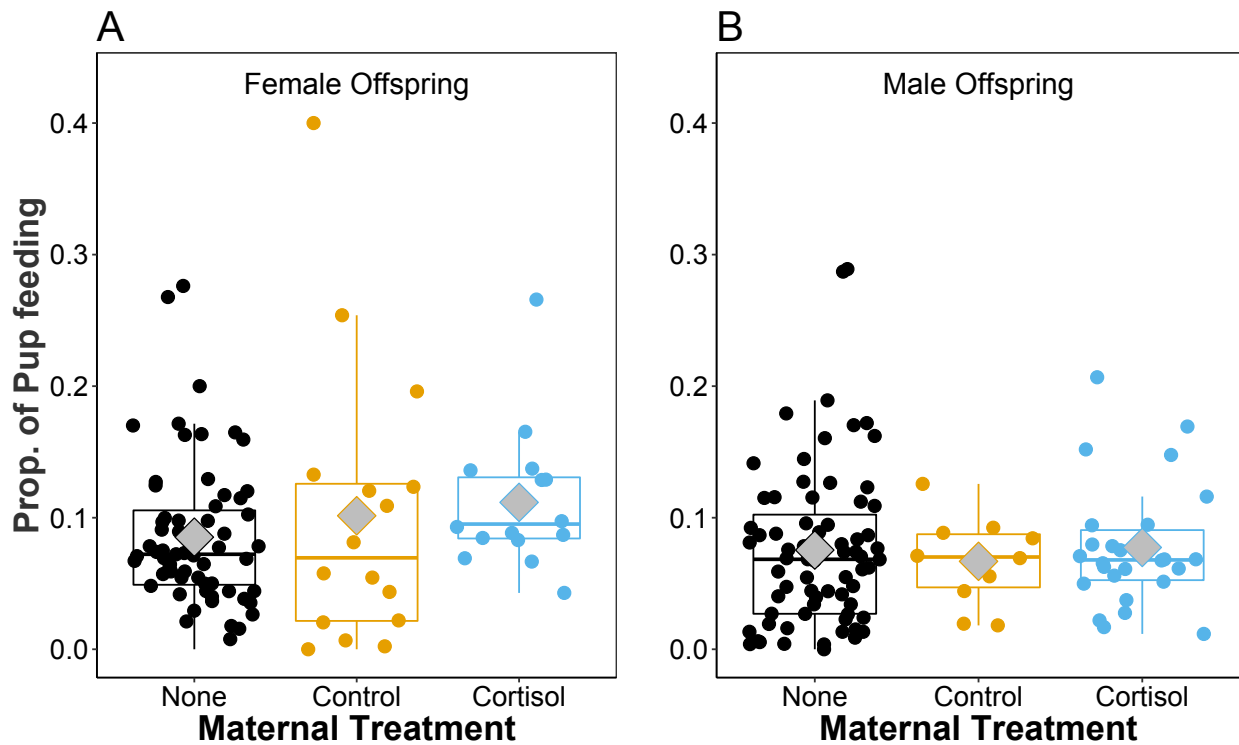 A
B
Female Offspring
Male Offspring
Prop. of Pup feeding
0.4
0.3
0.2
0.1
0.0
0.4
0.3
0.2
0.1
0.0
None Control Cortisol
None Control Cortisol
Maternal Treatment
Maternal Treatment